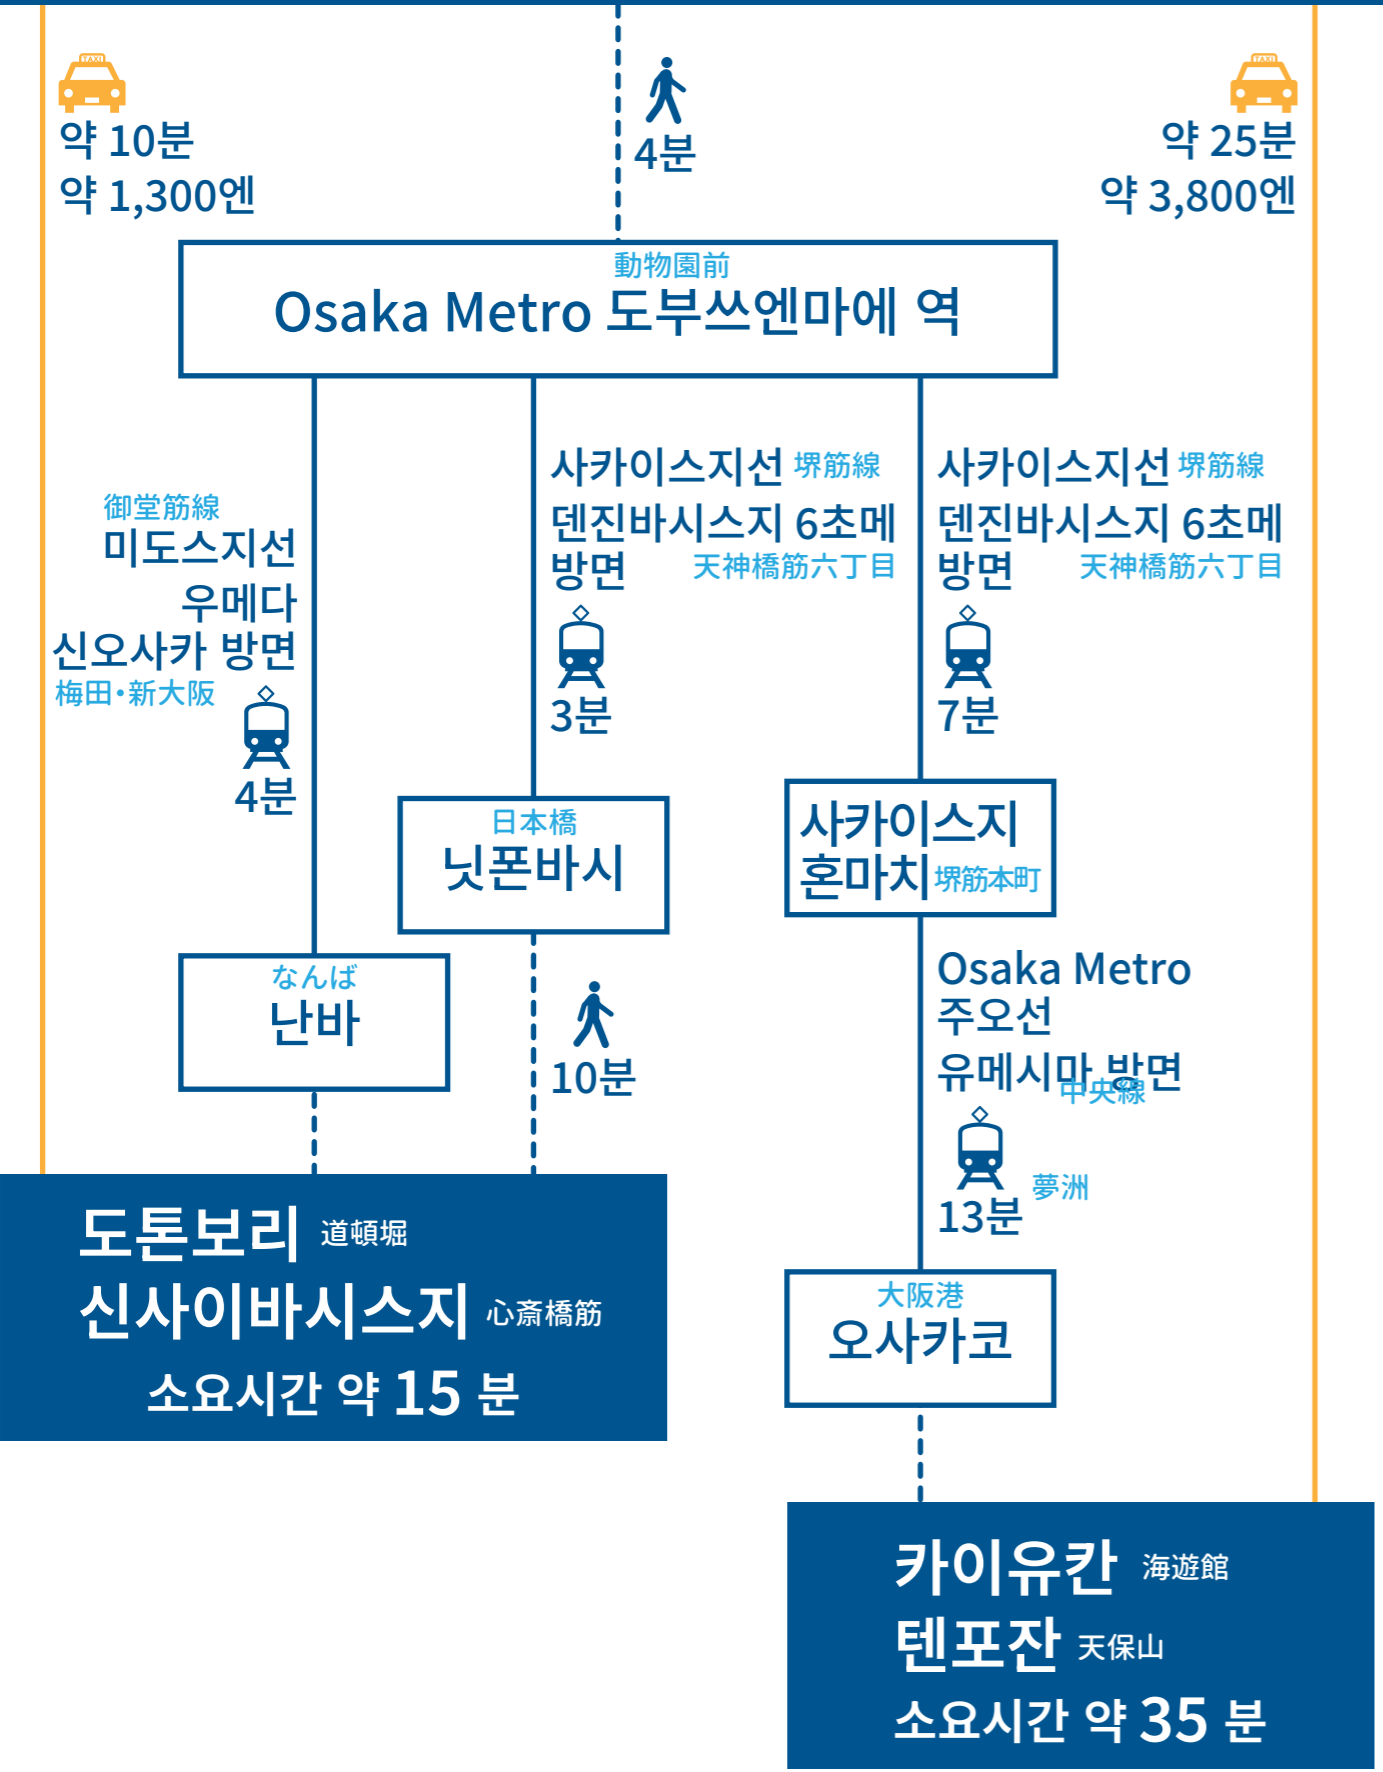 TAXI
약 10분
약 1,300엔
4분
TAXI
약 25분
약 3,800엔
動物園前
Osaka Metro 도부쓰엔마에 역
御堂筋線
미도스지선
우메다
신오사카 방면
梅田・新大阪
4분
사카이스지선 堺筋線
덴진바시스지 6초메
방면 天神橋筋六丁目
3분
사카이스지선 堺筋線
덴진바시스지 6초메
방면 天神橋筋六丁目
7분
日本橋
닛폰바시
사카이스지
혼마치 堺筋本町
なんば
난바
10분
Osaka Metro
주오선
유메시마 방면
中央線
夢洲
13분
도톤보리 道頓堀
신사이바시스지 心斎橋筋
소요시간 약 15 분
大阪港
오사카코
카이유칸 海遊館
텐포잔 天保山
소요시간 약 35 분